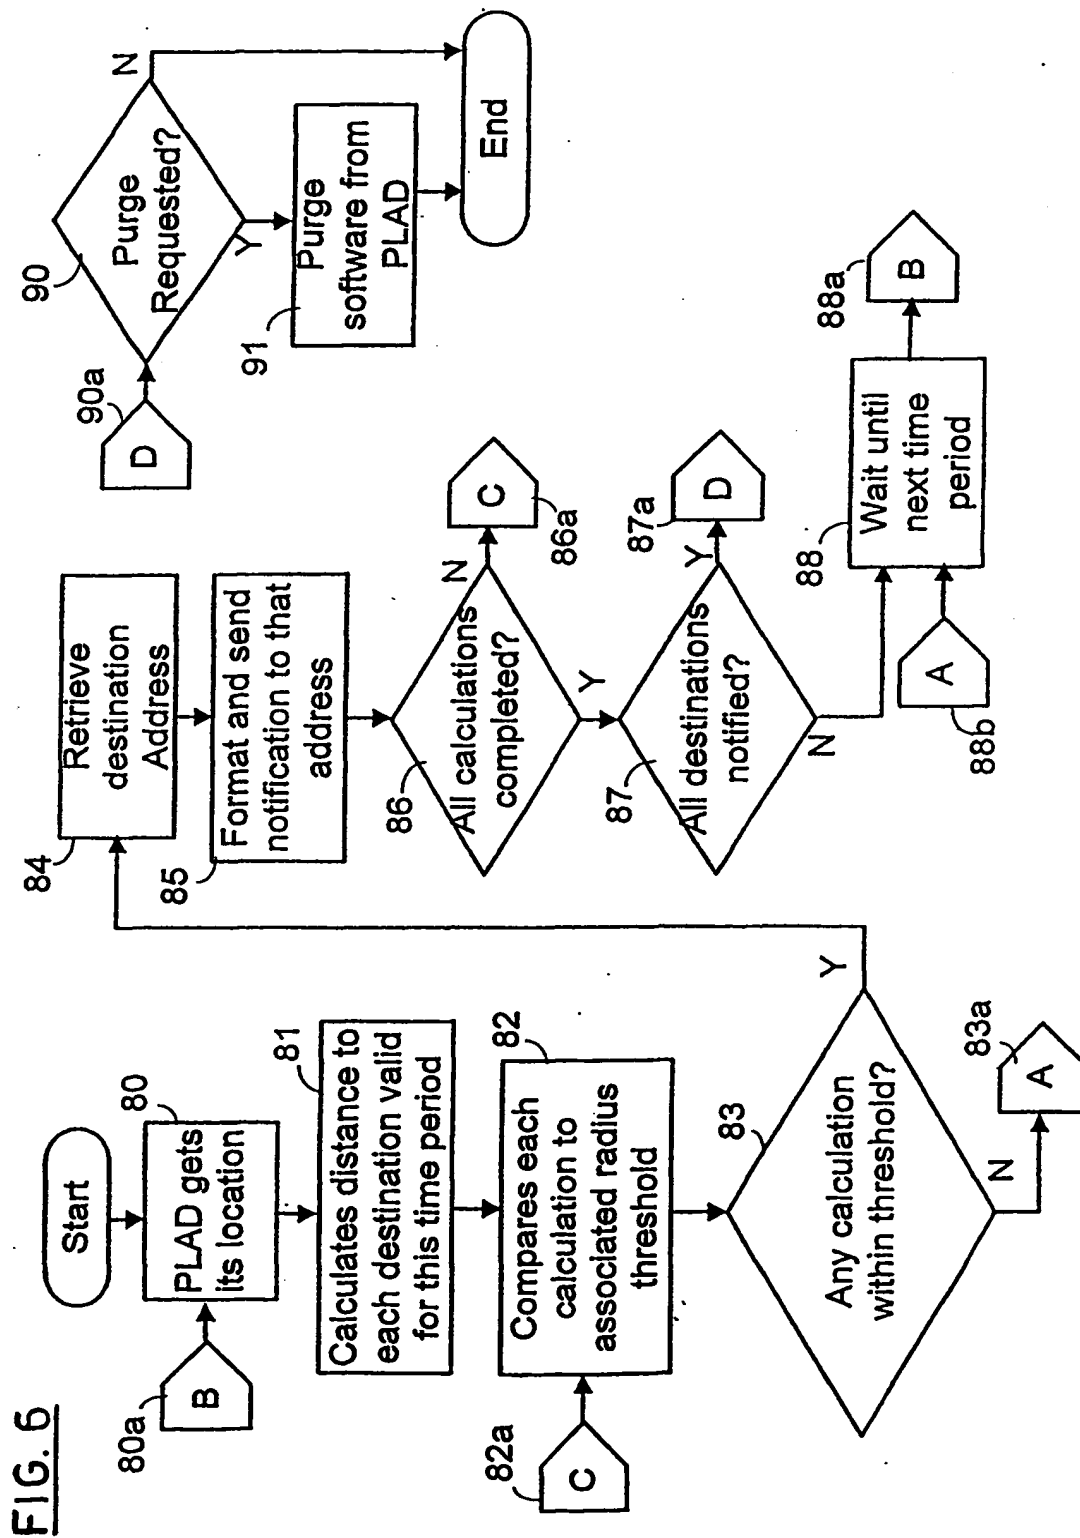 FIG. 6
Start
80
PLAD gets
its location
80a
B
81
Calculates distance to
each destination valid
for this time period
82
Compares each
calculation to
associated radius
threshold
82a
C
83
Any calculation
within threshold?
Y
N
83a
A
84
Retrieve
destination
Address
85
Format and send
notification to that
address
86
All calculations
completed?
N
86a
C
Y
87
All destinations
notified?
Y
87a
D
N
88
Wait until
next time
period
88a
B
88b
A
90a
D
90
Purge
Requested?
N
Y
91
Purge
software from
PLAD
End